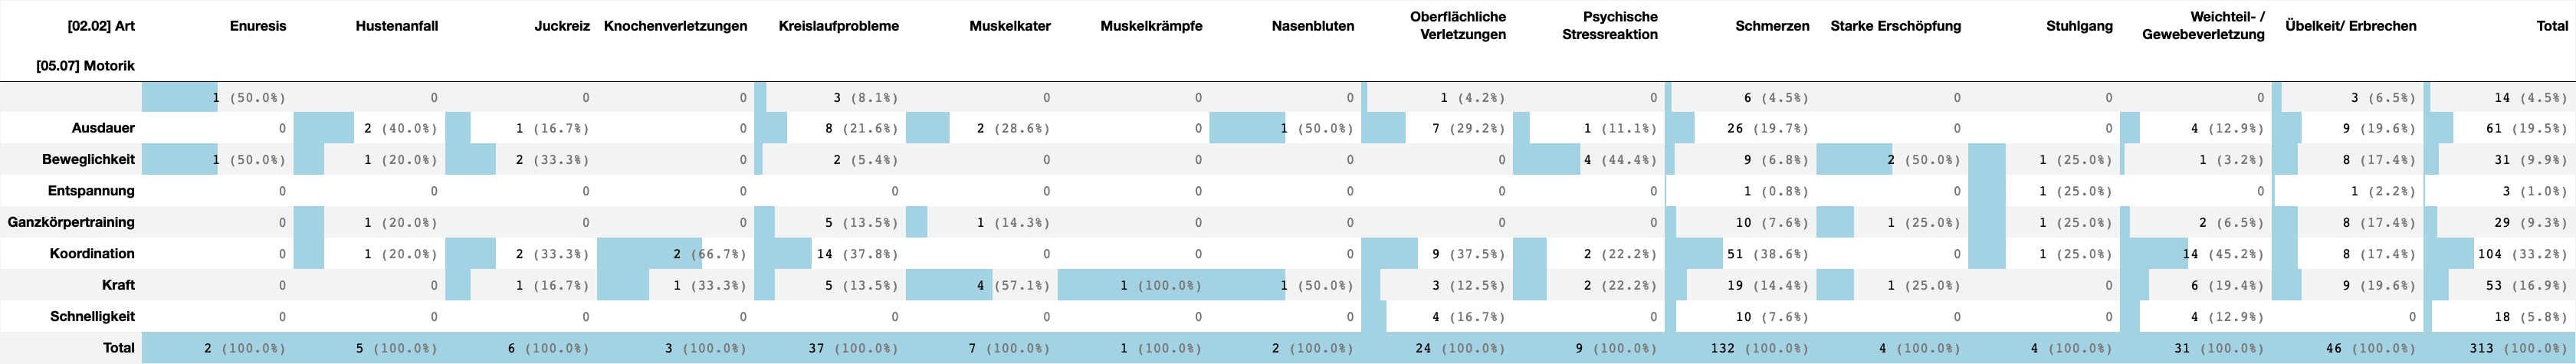 [02.02] Art Enuresis Hustenanfall Juckreiz Knochenverletzungen Kreislaufprobleme Muskelkater Muskelkrämpfe Nasenbluten Oberflächliche Verletzungen Psychische Stressreaktion Schmerzen Starke Erschöpfung Stuhlgang Weichteil- / Gewebeverletzung Übelkeit/ Erbrechen Total
[05.07] Motorik
1 (50.0%) 0 0 0 3 (8.1%) 0 0 0 1 (4.2%) 0 6 (4.5%) 0 0 0 3 (6.5%) 14 (4.5%)
Ausdauer 0 2 (40.0%) 1 (16.7%) 0 8 (21.6%) 2 (28.6%) 0 1 (50.0%) 7 (29.2%) 1 (11.1%) 26 (19.7%) 0 0 4 (12.9%) 9 (19.6%) 61 (19.5%)
Beweglichkeit 1 (50.0%) 1 (20.0%) 2 (33.3%) 0 2 (5.4%) 0 0 0 0 4 (44.4%) 9 (6.8%) 2 (50.0%) 1 (25.0%) 1 (3.2%) 8 (17.4%) 31 (9.9%)
Entspannung 0 0 0 0 0 0 0 0 0 0 1 (0.8%) 0 1 (25.0%) 0 1 (2.2%) 3 (1.0%)
Ganzkörpertraining 0 1 (20.0%) 0 0 5 (13.5%) 1 (14.3%) 0 0 0 0 10 (7.6%) 1 (25.0%) 1 (25.0%) 2 (6.5%) 8 (17.4%) 29 (9.3%)
Koordination 0 1 (20.0%) 2 (33.3%) 2 (66.7%) 14 (37.8%) 0 0 0 9 (37.5%) 2 (22.2%) 51 (38.6%) 0 1 (25.0%) 14 (45.2%) 8 (17.4%) 104 (33.2%)
Kraft 0 0 1 (16.7%) 1 (33.3%) 5 (13.5%) 4 (57.1%) 1 (100.0%) 1 (50.0%) 3 (12.5%) 2 (22.2%) 19 (14.4%) 1 (25.0%) 0 6 (19.4%) 9 (19.6%) 53 (16.9%)
Schnelligkeit 0 0 0 0 0 0 0 0 4 (16.7%) 0 10 (7.6%) 0 0 4 (12.9%) 0 18 (5.8%)
Total 2 (100.0%) 5 (100.0%) 6 (100.0%) 3 (100.0%) 37 (100.0%) 7 (100.0%) 1 (100.0%) 2 (100.0%) 24 (100.0%) 9 (100.0%) 132 (100.0%) 4 (100.0%) 4 (100.0%) 31 (100.0%) 46 (100.0%) 313 (100.0%)